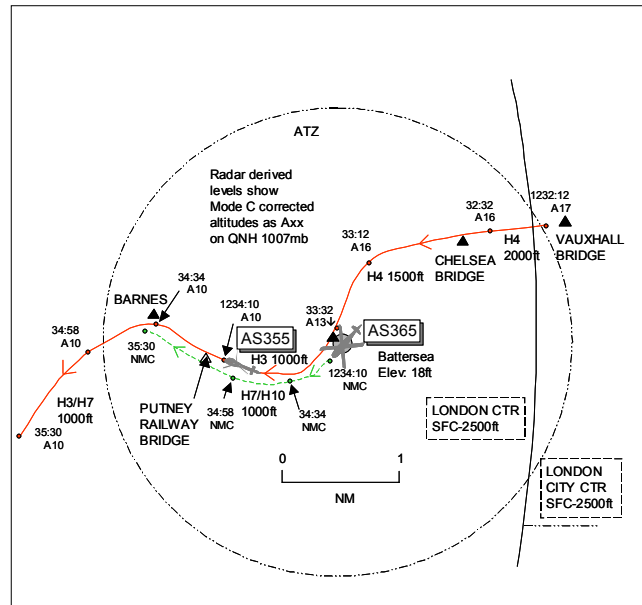 ATZ
Radar derived
levels show
Mode C corrected
altitudes as Axx
on QNH 1007mb
1232:12
A17
32:32
A16
H4
2000ft
VAUXHALL
BRIDGE
CHELSEA
BRIDGE
33:12
A16
H4 1500ft
34:34
A10
BARNES
1234:10
A10
33:32
A13
AS355
AS365
34:58
A10
35:30
NMC
H3 1000ft
Battersea
Elev: 18ft
1234:10
NMC
H3/H7
1000ft
PUTNEY
RAILWAY
BRIDGE
H7/H10
1000ft
34:58
NMC
34:34
NMC
35:30
A10
LONDON CTR
SFC-2500ft
0
1
NM
LONDON
CITY CTR
SFC-2500ft